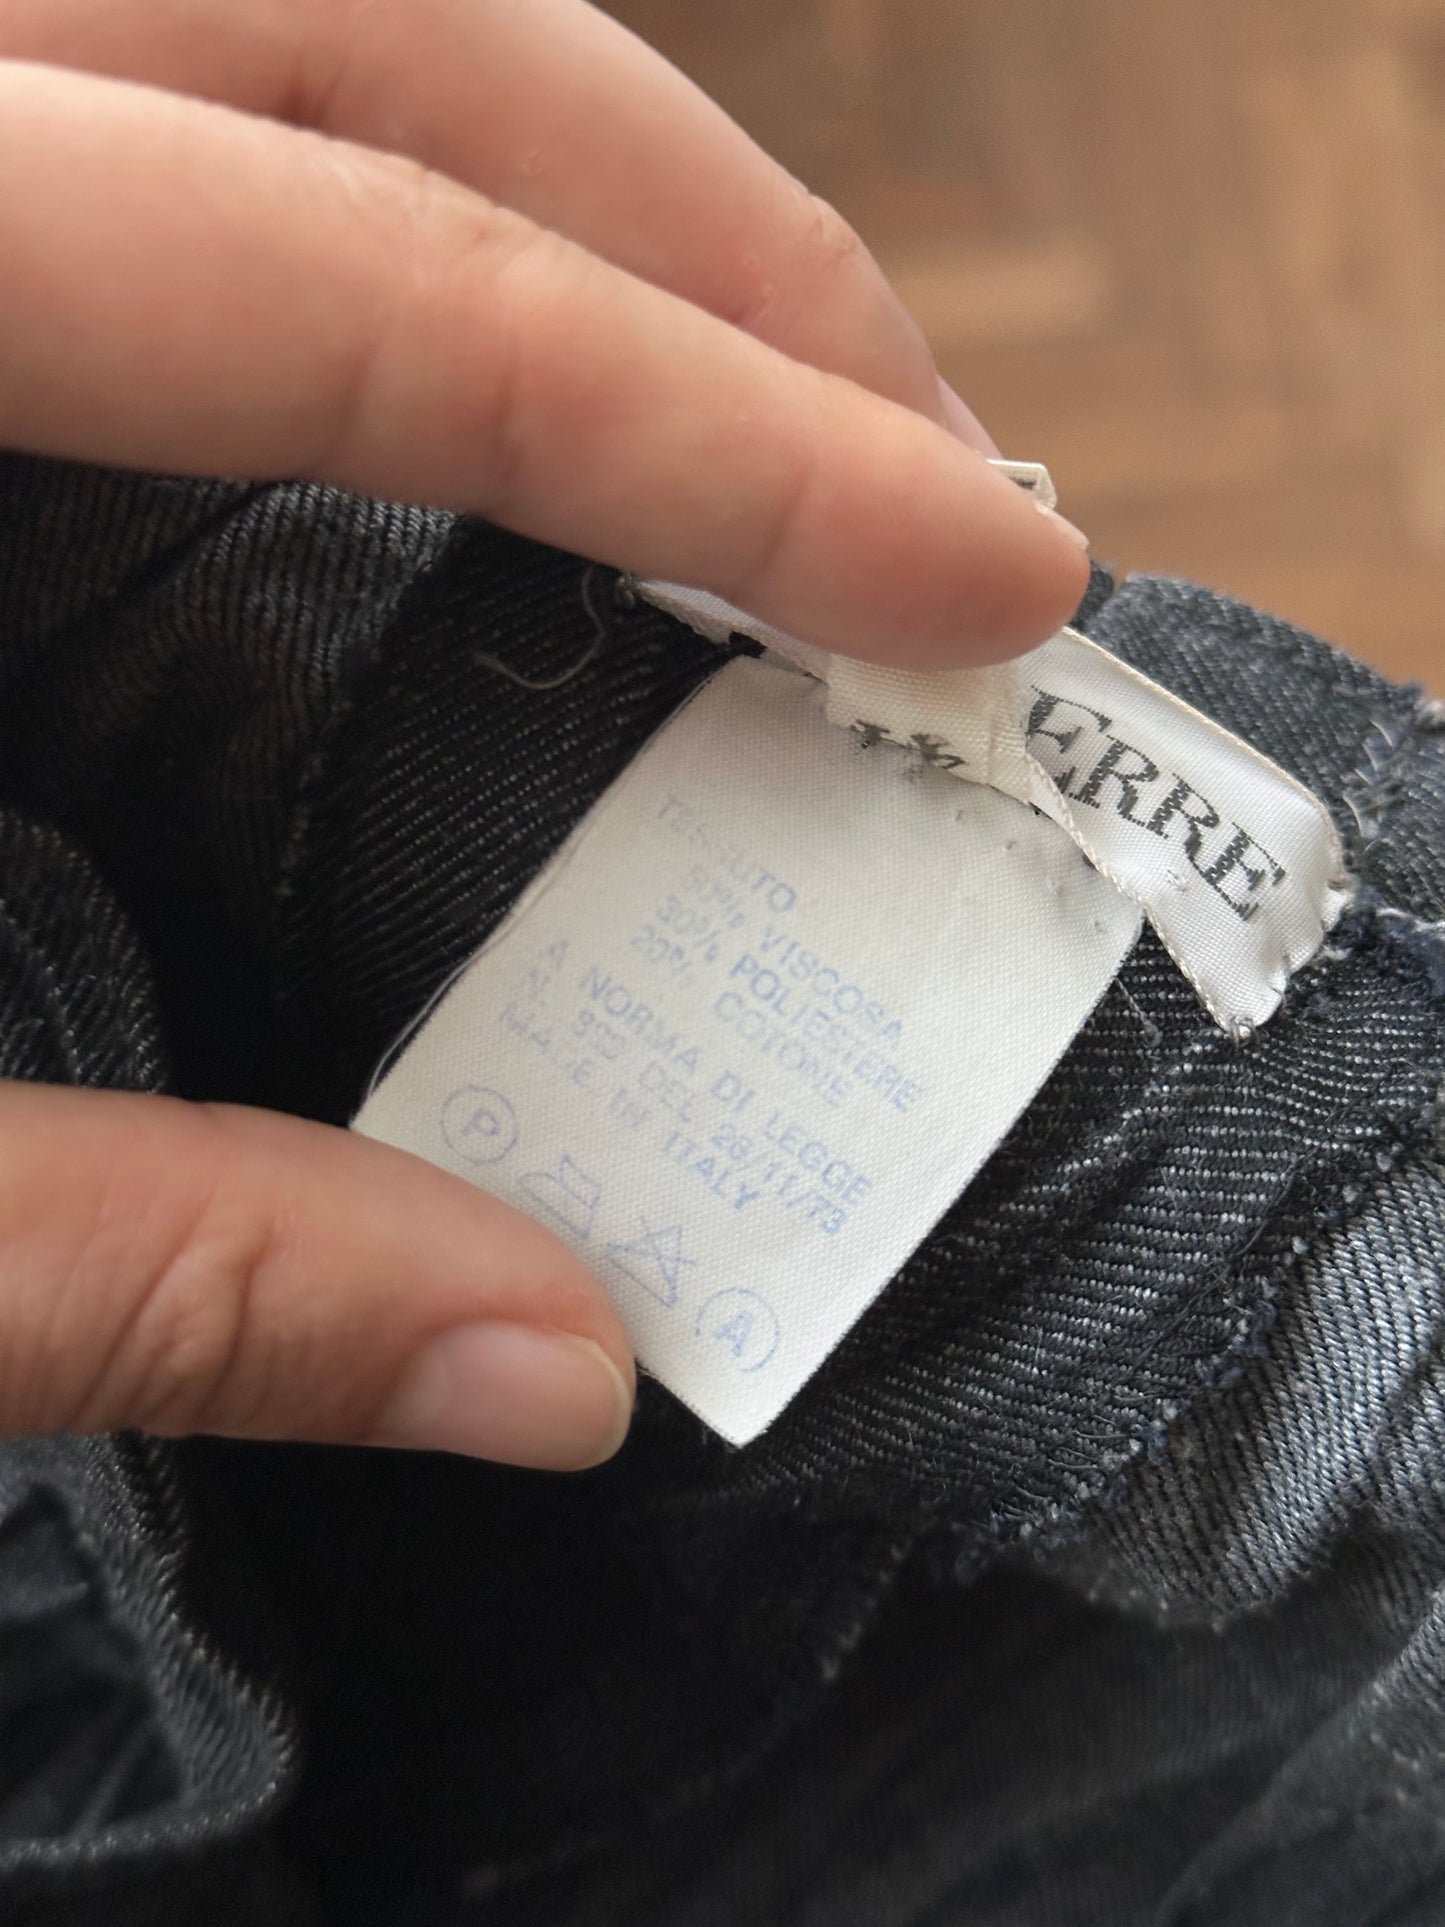 ERRE
TESSUTO
50% VISCOSA
30% POLIESTERE
20% COTONE
A NORMA DI LEGGE
N. 883 DEL 26/11/73
MADE IN ITALY
P
A